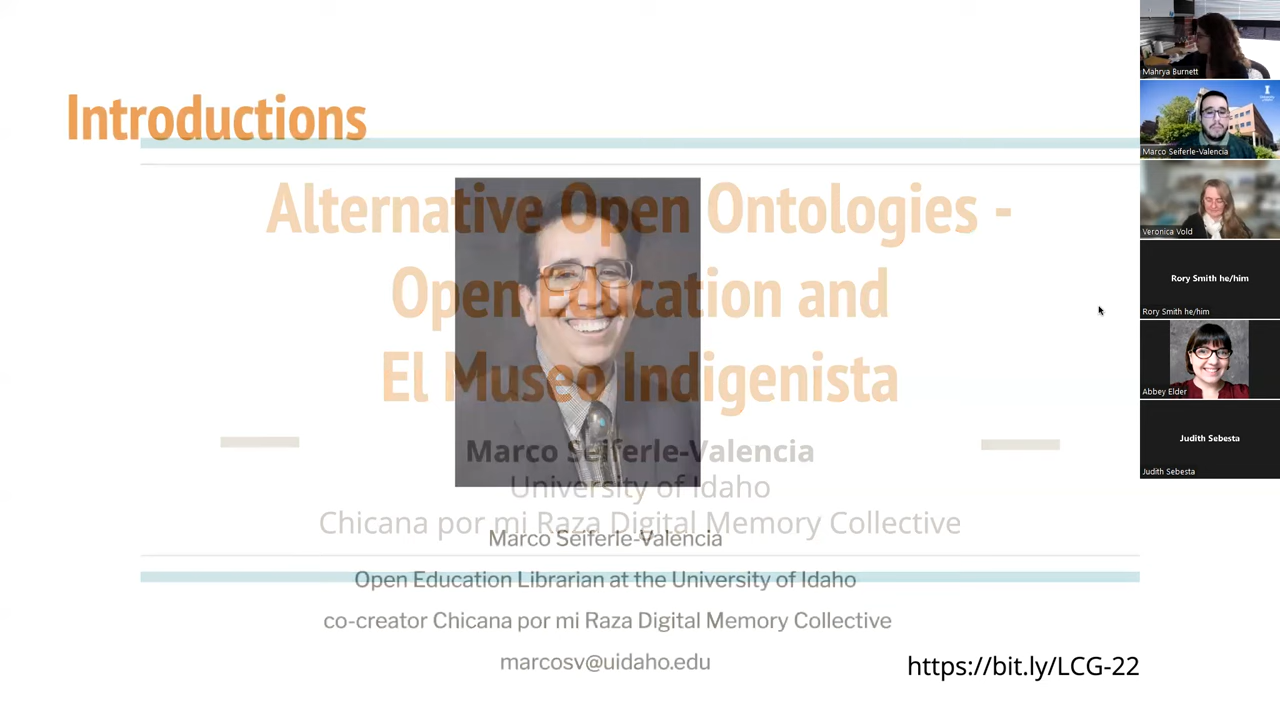 Introductions
Alternative Open Ontologies -
Open Education and
El Museo Indigenista
Marco Seiferle-Valencia
University of Idaho
Chicana por mi Raza Digital Memory Collective
Marco Seiferle-Valencia
Open Education Librarian at the University of Idaho
co-creator Chicana por mi Raza Digital Memory Collective
marcosv@uidaho.edu
https://bit.ly/LCG-22
Mahrya Burnett
Marco Seiferle-Valencia
Veronica Vold
Rory Smith he/him
Rory Smith he/him
Abbey Elder
Judith Sebesta
Judith Sebesta